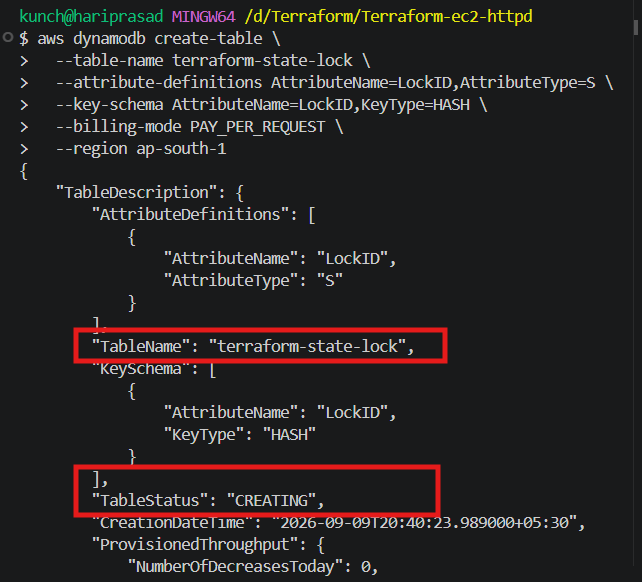 kunch@hariprasad MINGW64 /d/Terraform/Terraform-ec2-httpd
$ aws dynamodb create-table \
>   --table-name terraform-state-lock \
>   --attribute-definitions AttributeName=LockID,AttributeType=S \
>   --key-schema AttributeName=LockID,KeyType=HASH \
>   --billing-mode PAY_PER_REQUEST \
>   --region ap-south-1
{
    "TableDescription": {
        "AttributeDefinitions": [
            {
                "AttributeName": "LockID",
                "AttributeType": "S"
            }
        ],
        "TableName": "terraform-state-lock",
        "KeySchema": [
            {
                "AttributeName": "LockID",
                "KeyType": "HASH"
            }
        ],
        "TableStatus": "CREATING",
        "CreationDateTime": "2026-09-09T20:40:23.989000+05:30",
        "ProvisionedThroughput": {
            "NumberOfDecreasesToday": 0,